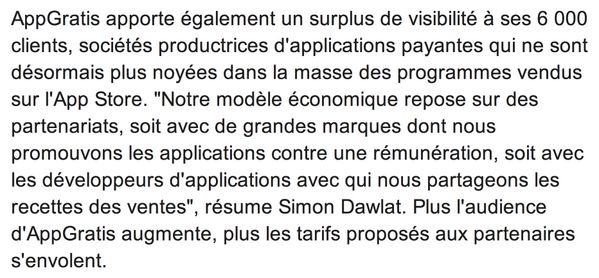 AppGratis apporte également un surplus de visibilité à ses 6 000
clients, sociétés productrices d'applications payantes qui ne sont
désormais plus noyées dans la masse des programmes vendus
sur l'App Store. "Notre modèle économique repose sur des
partenariats, soit avec de grandes marques dont nous
promouvons les applications contre une rémunération, soit avec
les développeurs d'applications avec qui nous partageons les
recettes des ventes", résume Simon Dawlat. Plus l'audience
d'AppGratis augmente, plus les tarifs proposés aux partenaires
s'envolent.